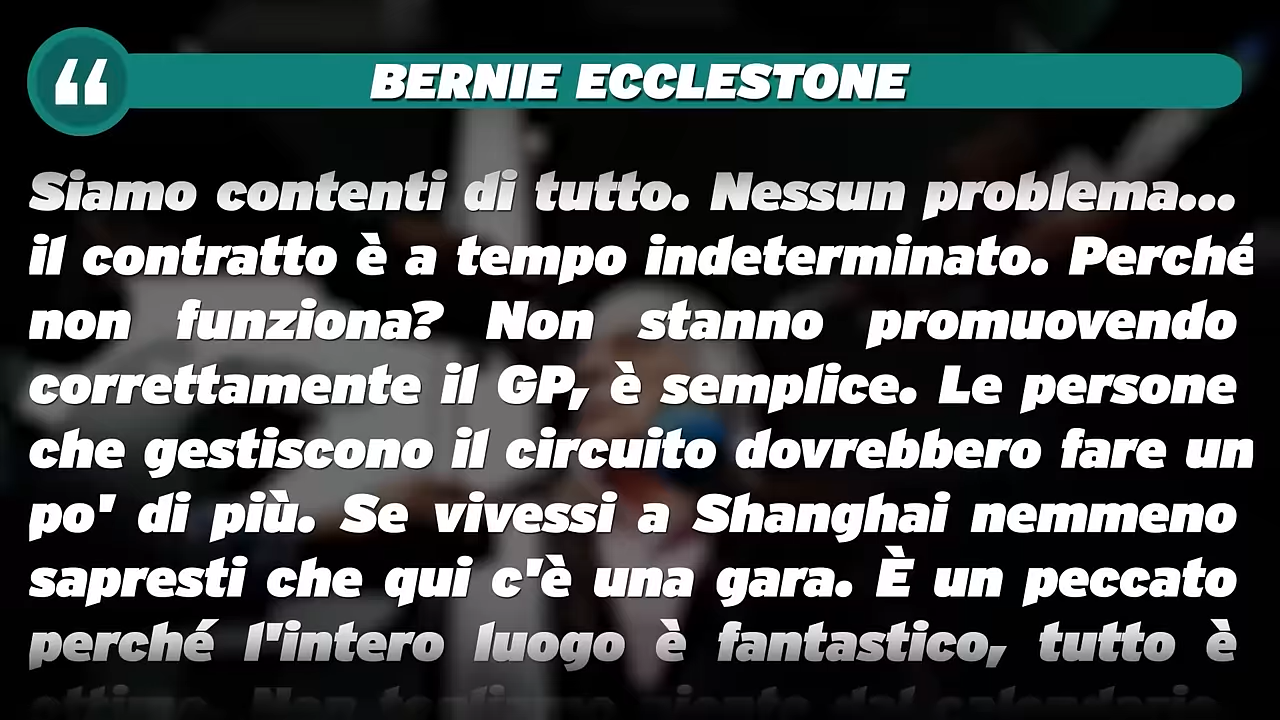 BERNIE ECCLESTONE
Siamo contenti di tutto. Nessun problema...
il contratto è a tempo indeterminato. Perché
non funziona? Non stanno promuovendo
correttamente il GP, è semplice. Le persone
che gestiscono il circuito dovrebbero fare un
po' di più. Se vivessi a Shanghai nemmeno
sapresti che qui c'è una gara. È un peccato
perché l'intero luogo è fantastico, tutto è